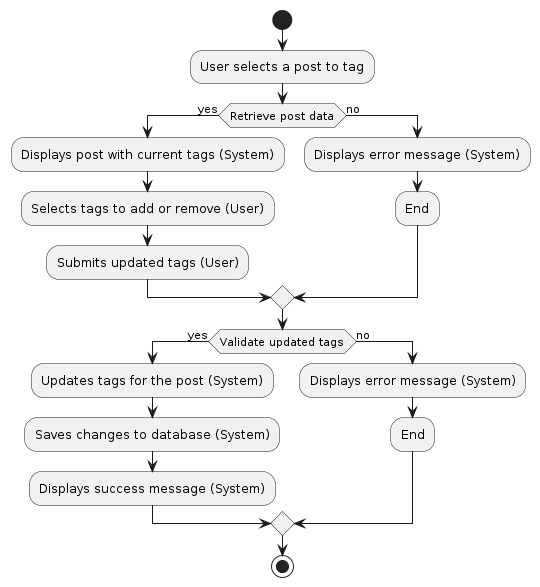 User selects a post to tag
yes
Retrieve post data
no
Displays post with current tags (System)
Displays error message (System)
Selects tags to add or remove (User)
End
Submits updated tags (User)
yes
Validate updated tags
no
Updates tags for the post (System)
Displays error message (System)
Saves changes to database (System)
End
Displays success message (System)